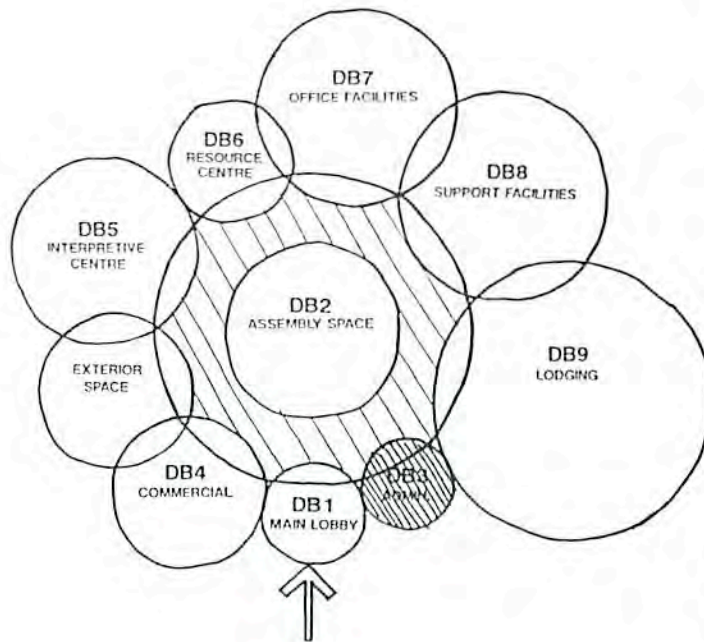 DB7
OFFICE FACILITIES
DB6
RESOURCE
CENTRE
DB8
SUPPORT FACILITIES
DB5
INTERPRETIVE
CENTRE
DB2
ASSEMBLY SPACE
DB9
LODGING
EXTERIOR
SPACE
DB4
COMMERCIAL
DB1
MAIN LOBBY
DB3
ADMIN.